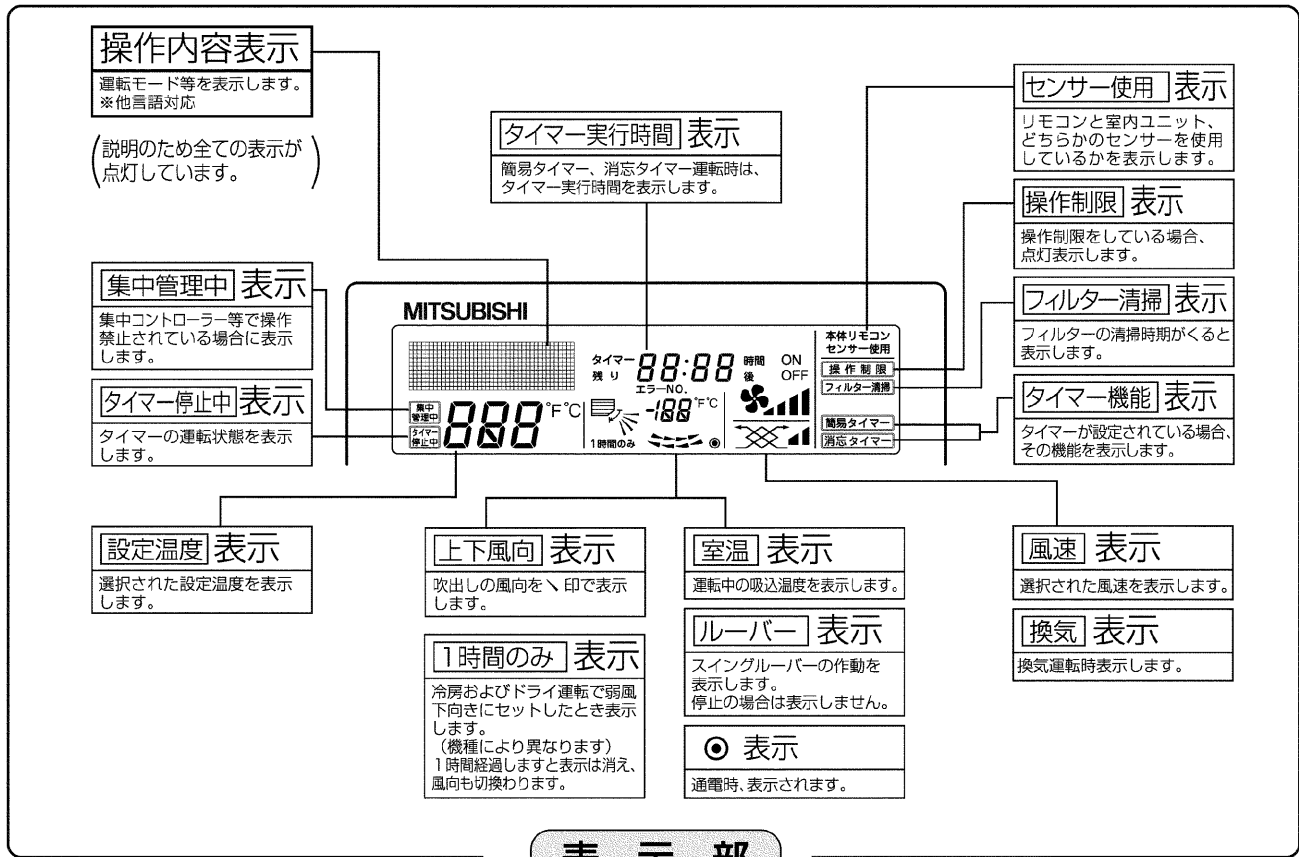 操作内容表示
運転モード等を表示します。
※他言語対応
(説明のため全ての表示が
点灯しています。)
タイマー実行時間 表示
簡易タイマー、消忘タイマー運転時は、
タイマー実行時間を表示します。
センサー使用 表示
リモコンと室内ユニット、
どちらかのセンサーを使用
しているかを表示します。
操作制限 表示
操作制限をしている場合、
点灯表示します。
集中管理中 表示
集中コントローラー等で操作
禁止されている場合に表示
します。
フィルター清掃 表示
フィルターの清掃時期がくると
表示します。
タイマー停止中 表示
タイマーの運転状態を表示
します。
タイマー機能 表示
タイマーが設定されている場合、
その機能を表示します。
MITSUBISHI
タイマー 88:88 時間 ON
残り 後 OFF
エラーNO.
本体リモコン
センサー使用
操作制限
フィルター清掃
集中
管理中
188°F°C
-188°F°C
タイマー
停止中
1時間のみ
簡易タイマー
消忘タイマー
設定温度 表示
選択された設定温度を表示
します。
上下風向 表示
吹出しの風向を\印で表示
します。
室温 表示
運転中の吸込温度を表示します。
風速 表示
選択された風速を表示します。
1時間のみ 表示
冷房およびドライ運転で弱風
下向きにセットしたとき表示
します。
(機種により異なります)
1時間経過しますと表示は消え、
風向も切換わります。
ルーバー 表示
スイングルーバーの作動を
表示します。
停止の場合は表示しません。
換気 表示
換気運転時表示します。
◉ 表示
通電時、表示されます。
表示部